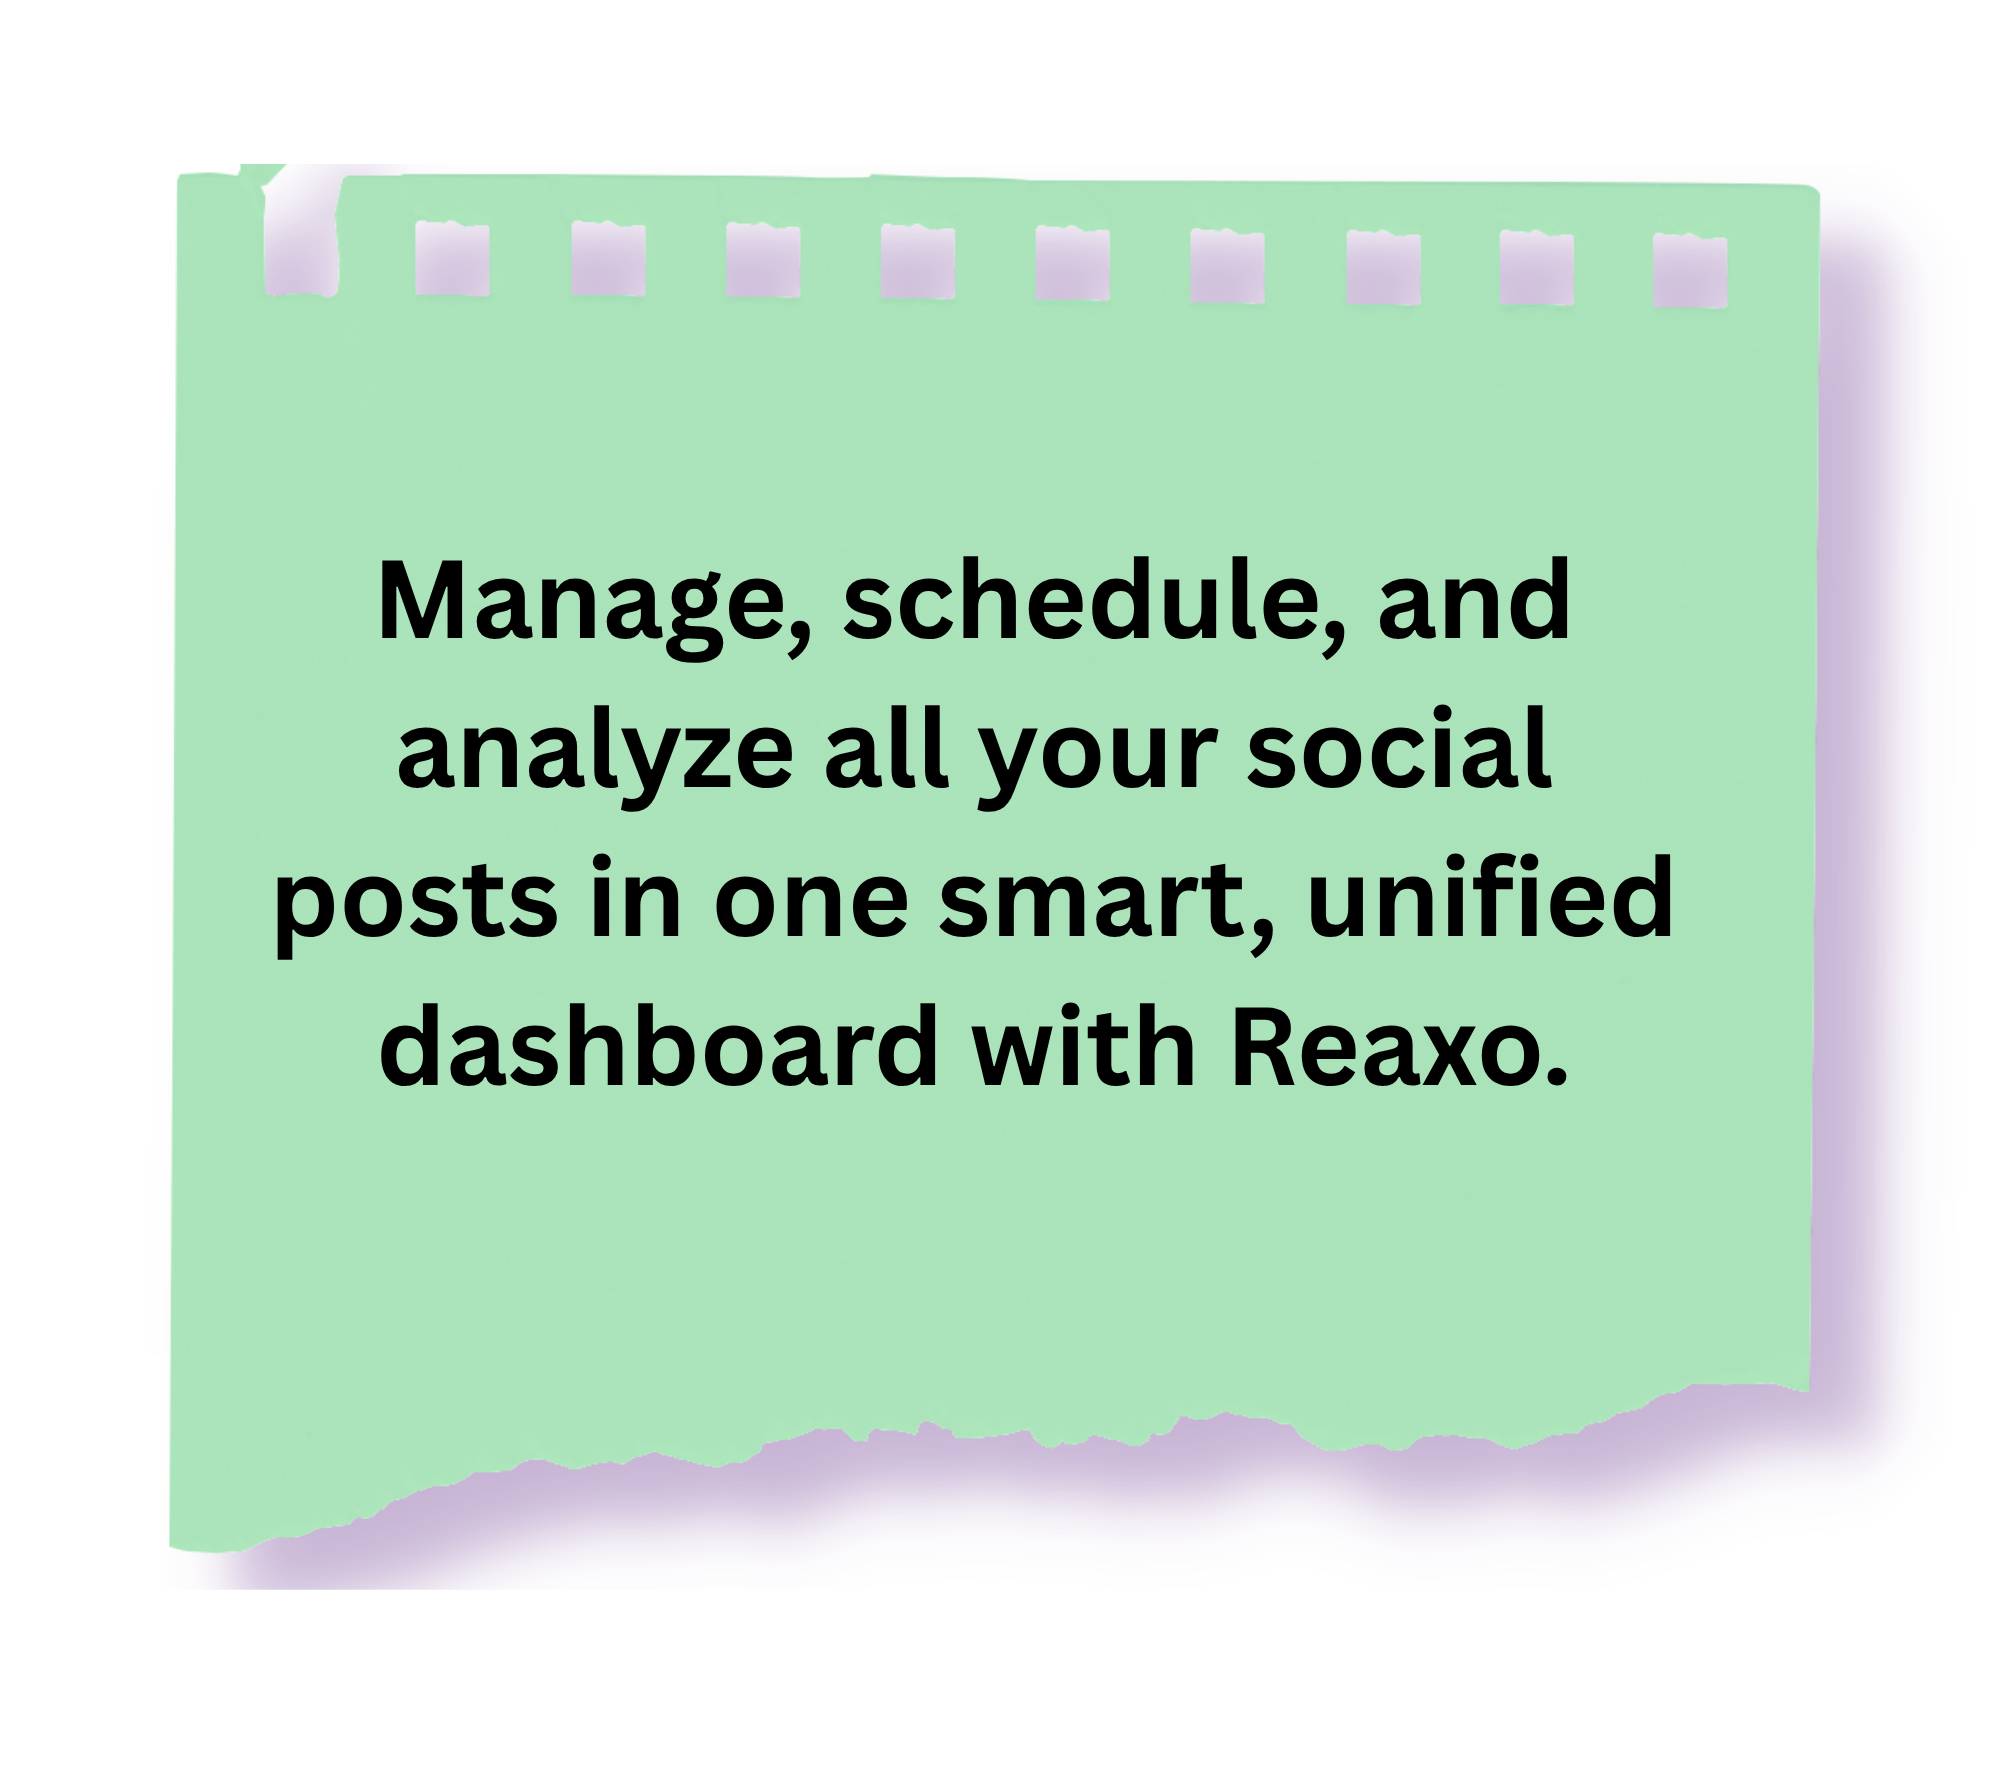 Manage, schedule, and
analyze all your social
posts in one smart, unified
dashboard with Reaxo.